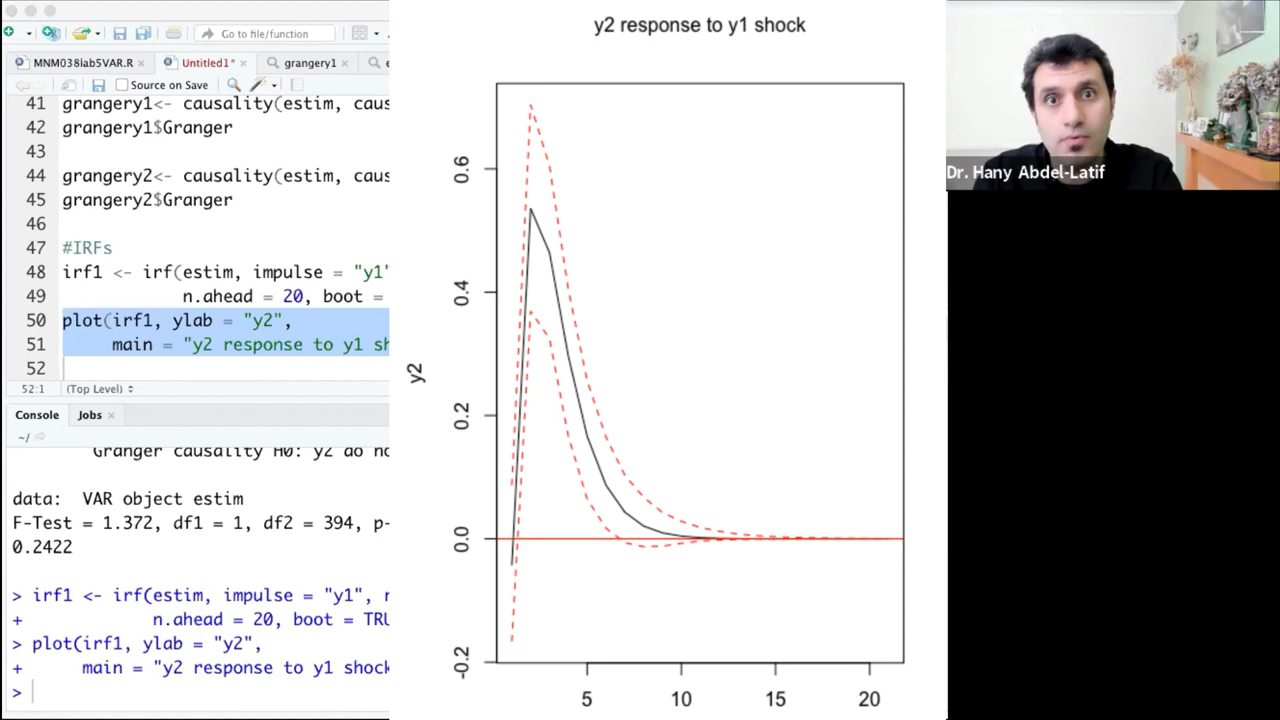 Go to file/function
MNM038lab5VAR.R
Untitled1*
grangery1
Source on Save
41 grangery1<- causality(estim, caus
42 grangery1$Granger
43
44 grangery2<- causality(estim, caus
45 grangery2$Granger
46
47 #IRFs
48 irf1 <- irf(estim, impulse = "y1"
49 n.ahead = 20, boot =
50 plot(irf1, ylab = "y2",
51 main = "y2 response to y1 sh
52
52:1 (Top Level)
Console Jobs
~/
Granger causality H0: y2 do no
data: VAR object estim
F-Test = 1.372, df1 = 1, df2 = 394, p-
0.2422
> irf1 <- irf(estim, impulse = "y1", n
+ n.ahead = 20, boot = TRU
> plot(irf1, ylab = "y2",
+ main = "y2 response to y1 shock
>
y2 response to y1 shock
y2
0.6
0.4
0.2
0.0
-0.2
5 10 15 20
Dr. Hany Abdel-Latif